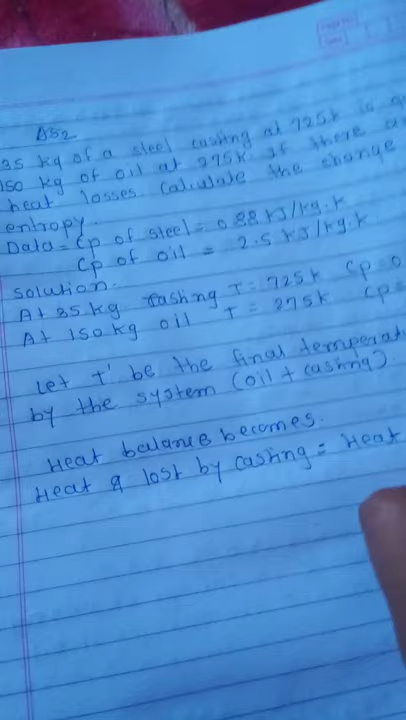 AS2
35 kg of a steel casting at 725k is
150 kg of oil at 275k. If there
heat losses. calculate the change
entropy.
Data = Cp of steel = 0.88 kJ/kg.k
Cp of oil = 2.5 kJ/kg.k.
Solution.
At 35 kg casting T = 725k Cp
At 150 kg oil T = 275k Cp =
Let T' be the final
by the system (oil + casting).
Heat balance becomes.
Heat lost by casting = Heat